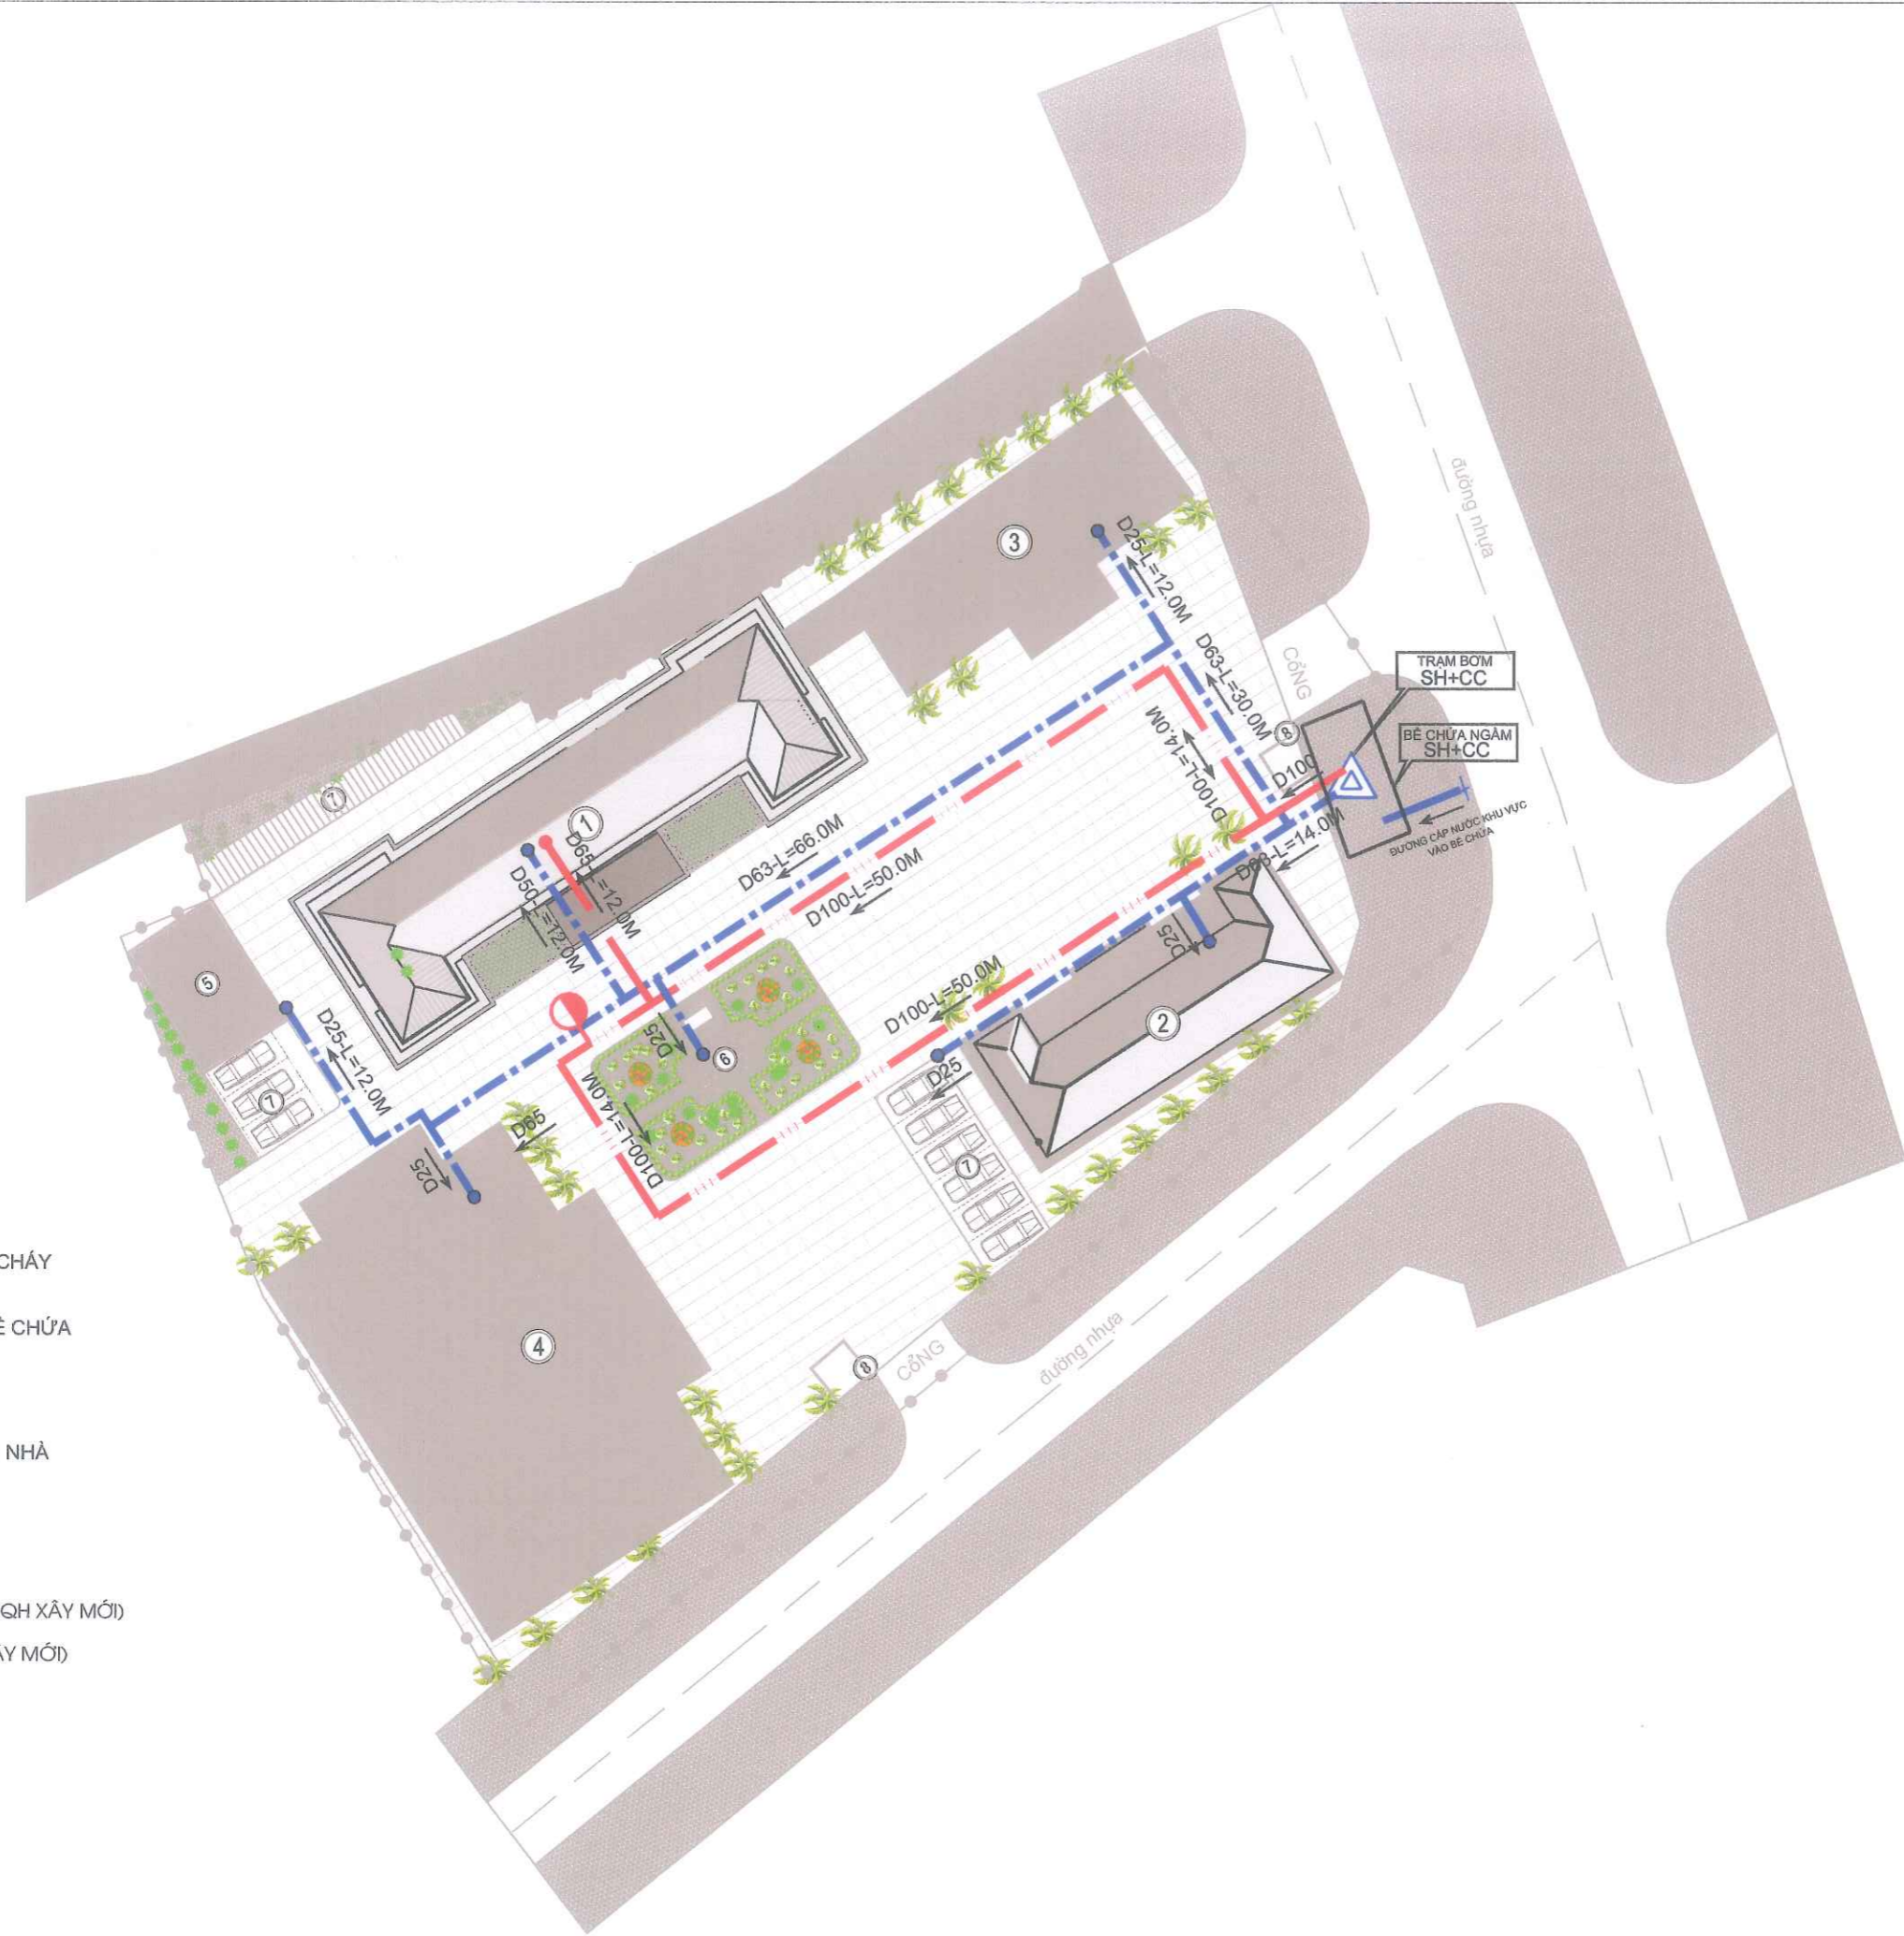 đường nhựa
3
D25-L=12.0M
D63-L=30.0M
CỔNG
TRẠM BƠM
SH+CC
8
BỂ CHỨA NGẦM
SH+CC
D100-L=14.0M
D100
ĐƯỜNG CẤP NƯỚC KHU VỰC
VÀO BỂ CHỨA
7
1
D65-L=12.0M
D50-L=12.0M
D63-L=66.0M
D100-L=50.0M
D63-L=14.0M
D25
5
D25-L=12.0M
D100-L=50.0M
2
D25
6
D25
7
D100-L=14.0M
D65
D25
7
CHÁY
CHỨA
4
8
CỔNG
đường nhựa
NHÀ
QH XÂY MỚI)
MỚI)